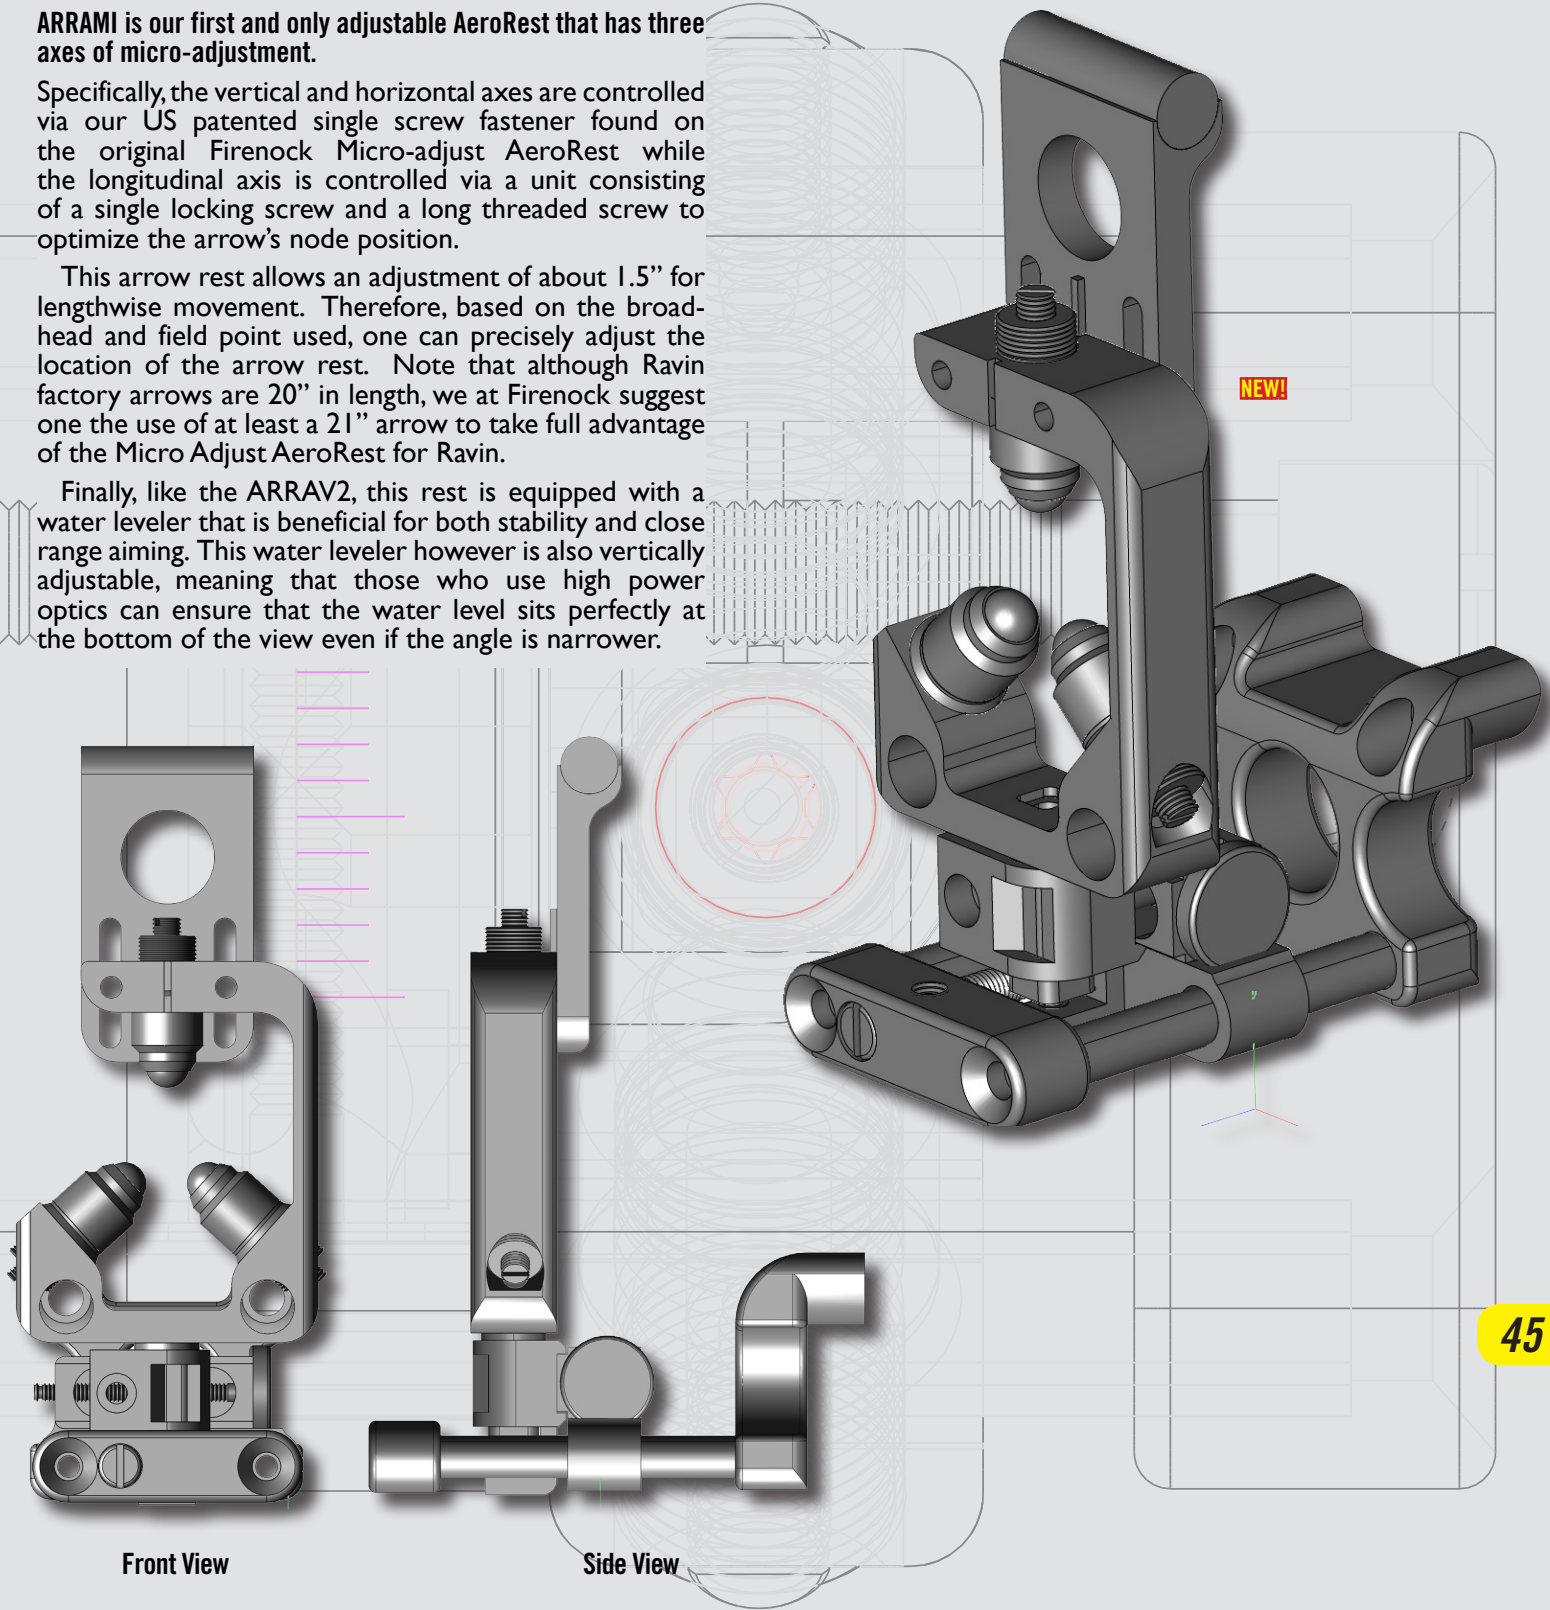 ARRAMI is our first and only adjustable AeroRest that has three
axes of micro-adjustment.
Specifically, the vertical and horizontal axes are controlled
via our US patented single screw fastener found on
the original Firenock Micro-adjust AeroRest while
the longitudinal axis is controlled via a unit consisting
of a single locking screw and a long threaded screw to
optimize the arrow's node position.
This arrow rest allows an adjustment of about 1.5” for
lengthwise movement. Therefore, based on the broad-
head and field point used, one can precisely adjust the
location of the arrow rest. Note that although Ravin
factory arrows are 20” in length, we at Firenock suggest
one the use of at least a 21” arrow to take full advantage
of the Micro Adjust AeroRest for Ravin.
Finally, like the ARRAV2, this rest is equipped with a
water leveler that is beneficial for both stability and close
range aiming. This water leveler however is also vertically
adjustable, meaning that those who use high power
optics can ensure that the water level sits perfectly at
the bottom of the view even if the angle is narrower.
NEW!
45
Front View
Side View